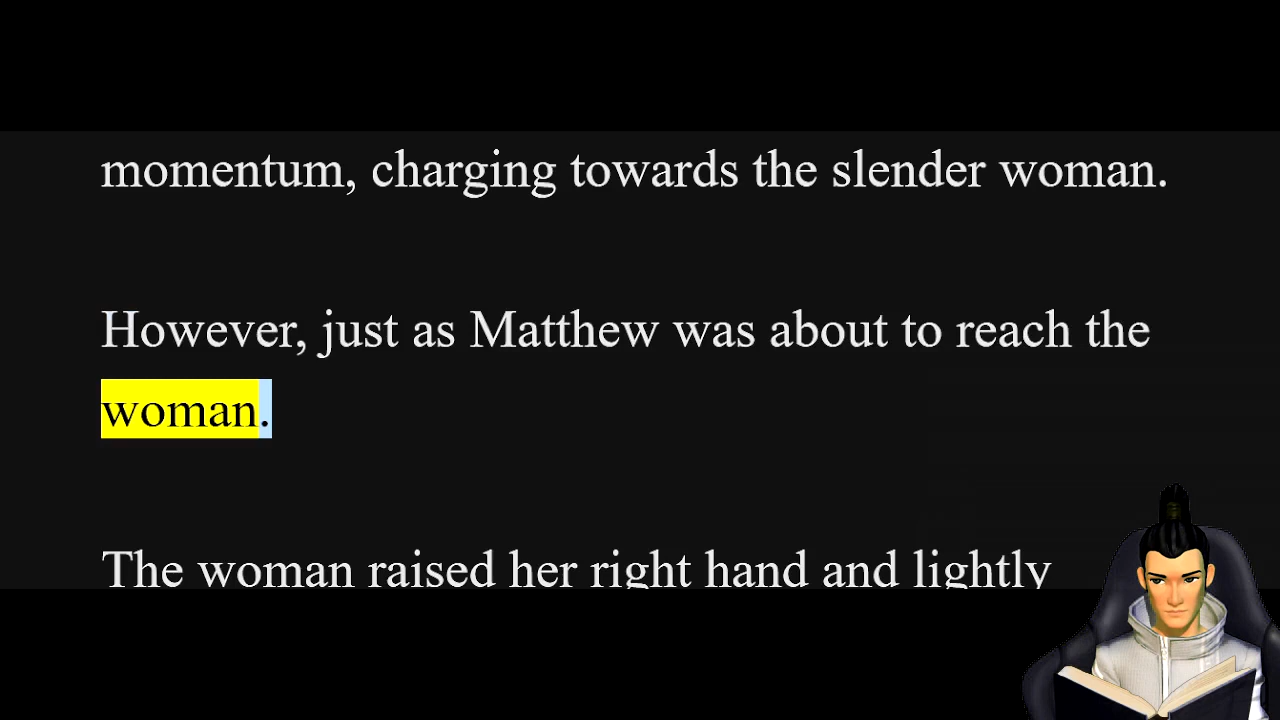 momentum, charging towards the slender woman.
However, just as Matthew was about to reach the
woman.
The woman raised her right hand and lightly